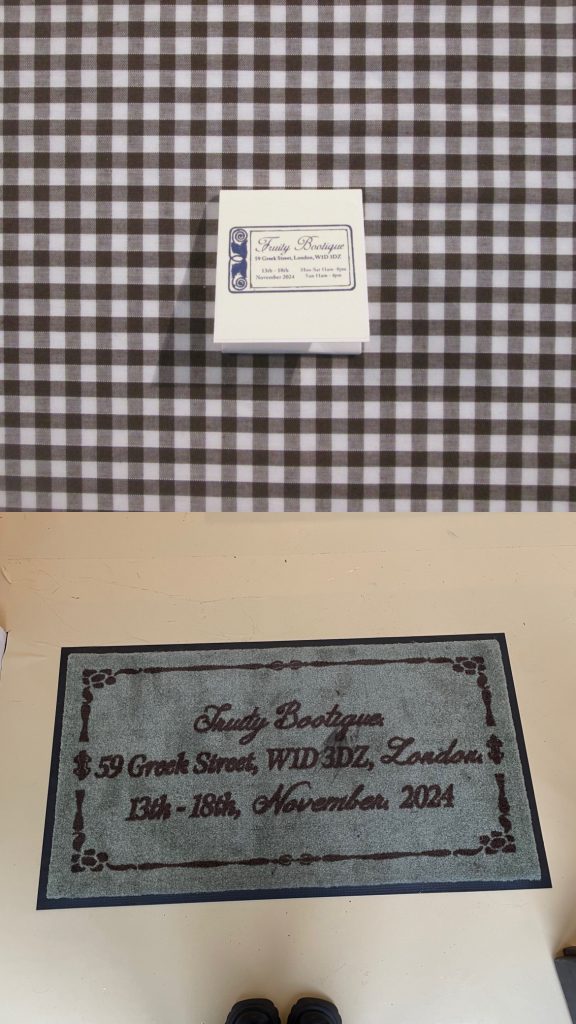 Fruity Bootique
59 Greek Street, London, W1D 3DZ
13th - 18th
November 2024
Mon-Sat 11am - 8pm
11am - 6pm
Fruity Bootique.
59 Greek Street, W1D 3DZ, London.
13th - 18th, November. 2024